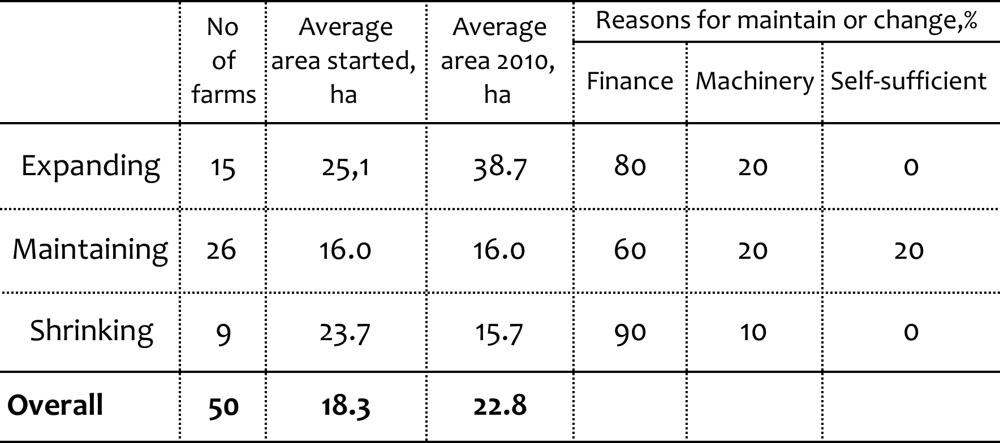 No of farms
Average area started, ha
Average area 2010, ha
Reasons for maintain or change,%
Finance Machinery Self-sufficient
Expanding 15 25,1 38.7 80 20 0
Maintaining 26 16.0 16.0 60 20 20
Shrinking 9 23.7 15.7 90 10 0
Overall 50 18.3 22.8